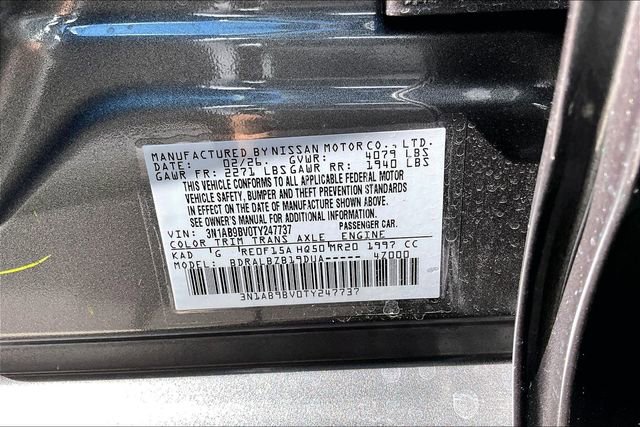 MANUFACTURED BY NISSAN MOTOR CO., LTD.
DATE: 02/26. GVWR: 4079 LBS
GAWR FR: 2271 LBS GAWR RR: 1940 LBS
THIS VEHICLE CONFORMS TO ALL APPLICABLE FEDERAL MOTOR
VEHICLE SAFETY, BUMPER AND THEFT PREVENTION STANDARDS
IN EFFECT ON THE DATE OF MANUFACTURE SHOWN ABOVE.
SEE OWNER'S MANUAL FOR ADDITIONAL INFORMATION.
VIN: 3N1AB9BV0TY247737 PASSENGER CAR.
COLOR TRIM TRANS AXLE ENGINE
KAD G RE0F15A HQ50 MR20 1997 CC
MODEL: BDRALBZB19DUA----- 4Z000
3N1AB9BV0TY247737